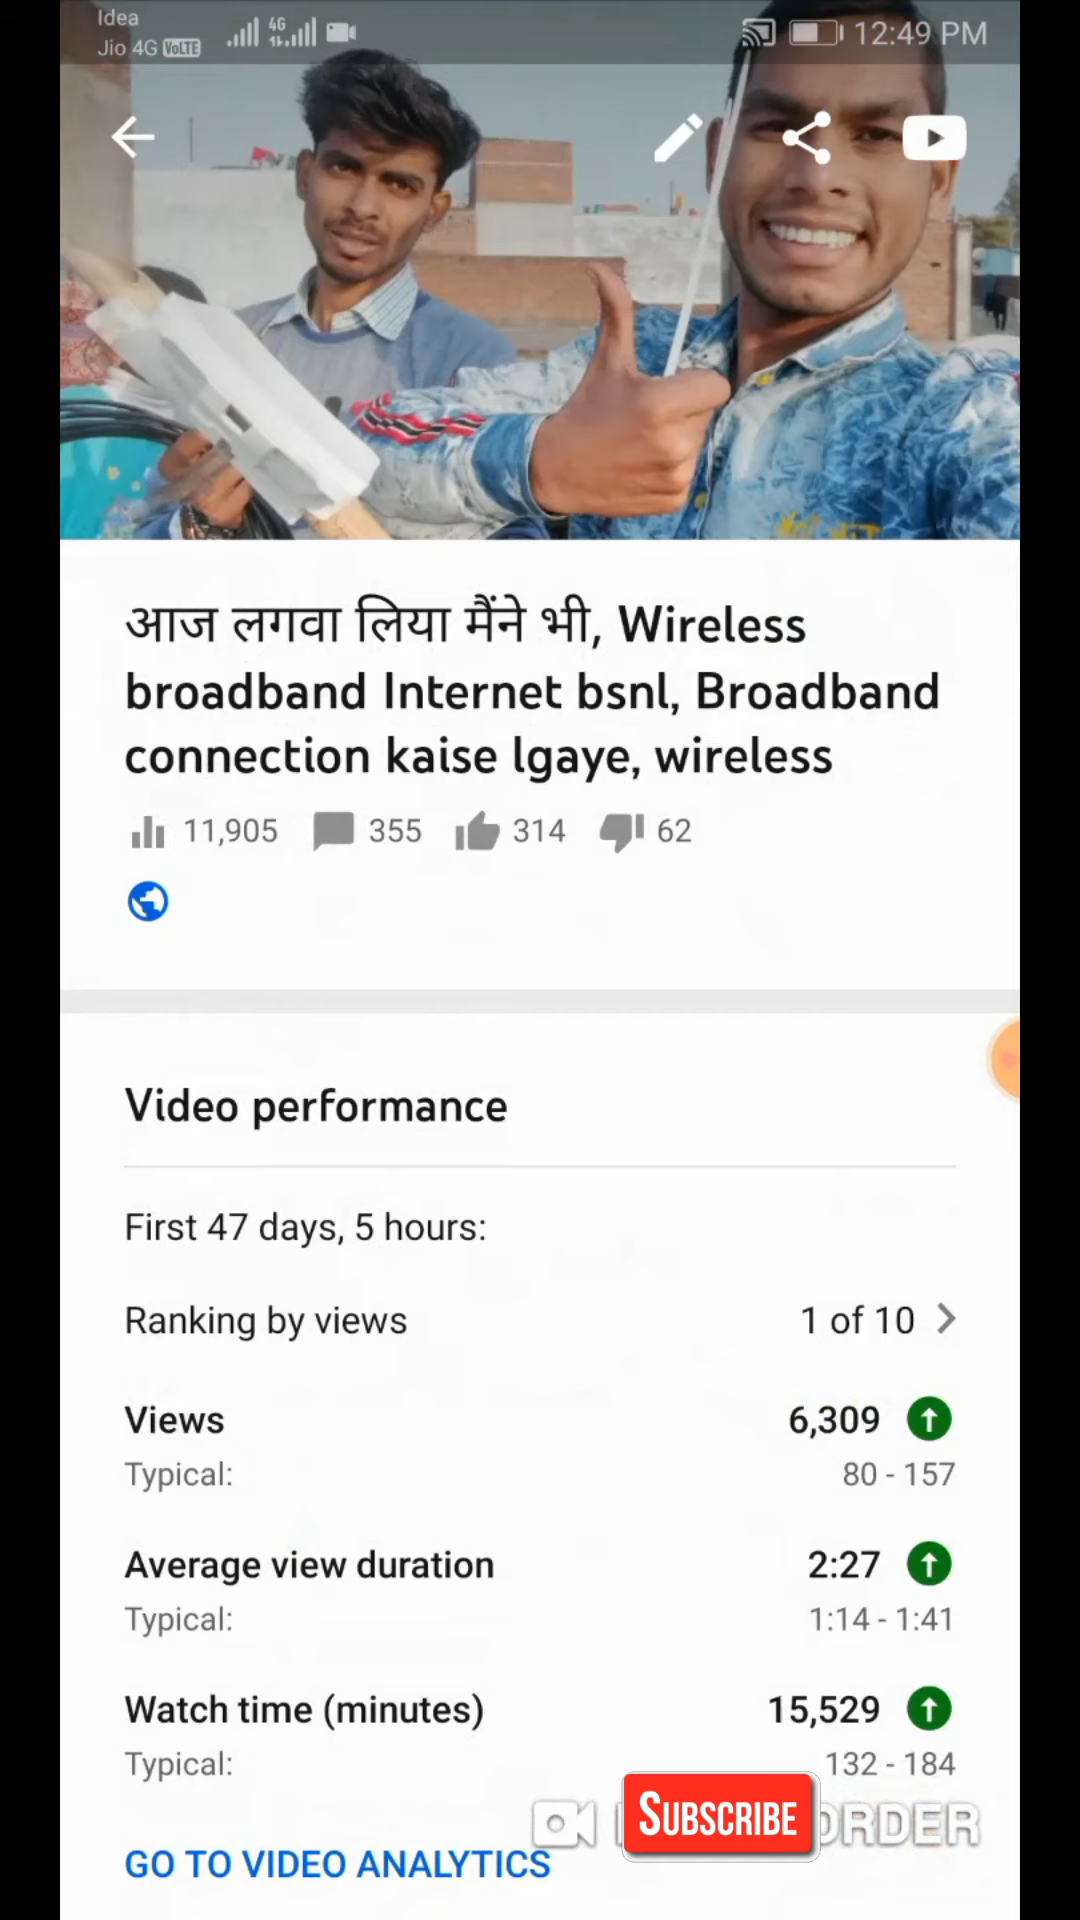 Idea
Jio 4G VoLTE 4G 12:49 PM
आज लगवा लिया मैंने भी, Wireless
broadband Internet bsnl, Broadband
connection kaise lgaye, wireless
11,905 355 314 62
Video performance
First 47 days, 5 hours:
Ranking by views 1 of 10
Views 6,309
Typical: 80 - 157
Average view duration 2:27
Typical: 1:14 - 1:41
Watch time (minutes) 15,529
Typical: 132 - 184
SUBSCRIBE
GO TO VIDEO ANALYTICS